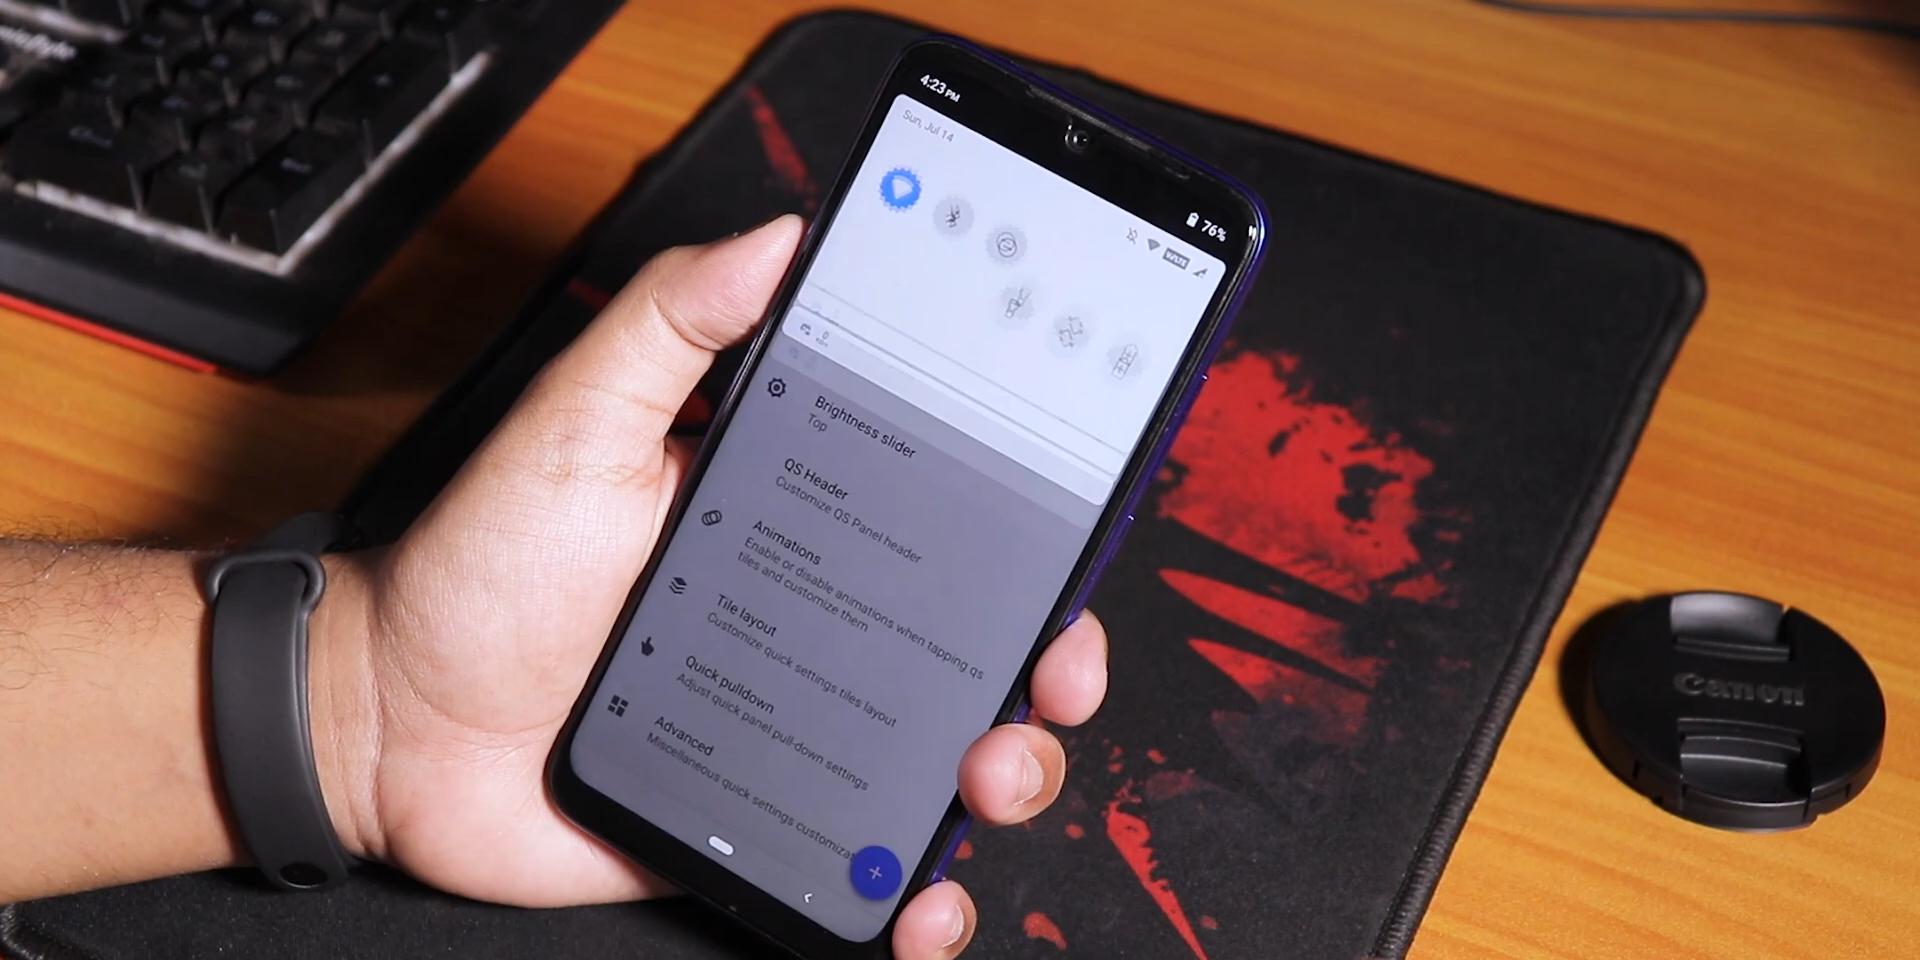 4:23 PM
76%
Sun, Jul 14
VoLTE
0
Brightness slider
Top
QS Header
Customize QS Panel header
Animations
Enable or disable animations when tapping qs
tiles and customize them
Tile layout
Customize quick settings tiles layout
Quick pulldown
Adjust quick panel pull-down settings
Advanced
Miscellaneous quick settings customiza
Canon